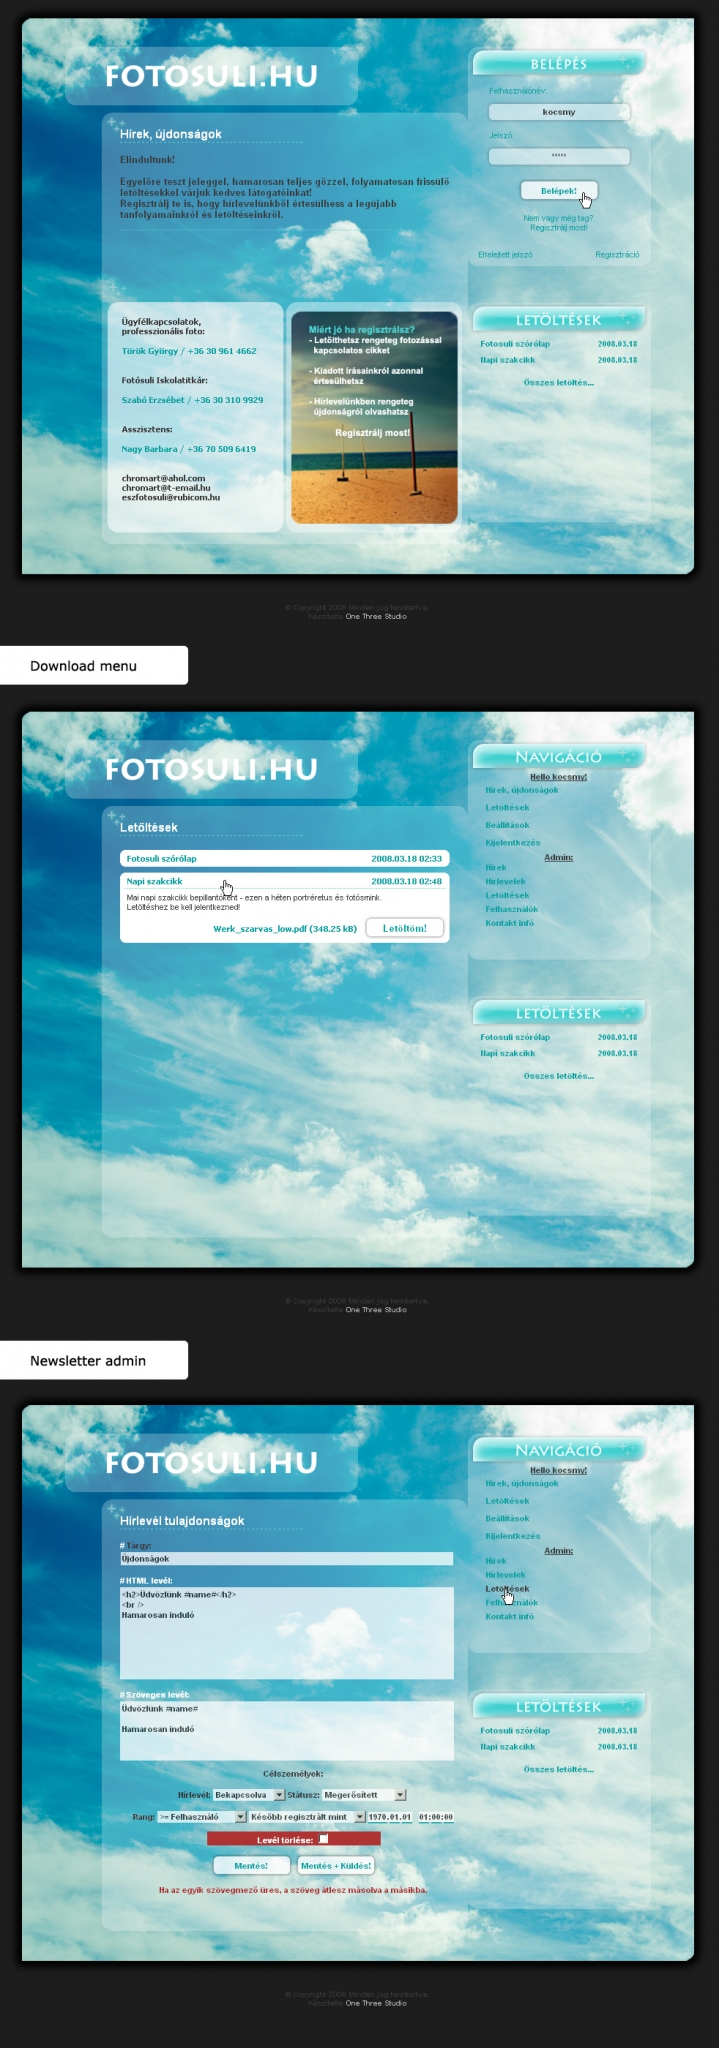 FOTOSULI.HU
Hírek, újdonságok
Elindultunk!
Egyelőre teszt jeleggel, hamarosan teljes gőzzel, folyamatosan frissülő
letöltésekkel várjuk kedves látogatóinkat!
Regisztrálj te is, hogy hírlevelünkből értesülhess a legújabb
tanfolyamainkról és letöltéseinkről.
Ügyfélkapcsolatok,
professzionális foto:
Török György / +36 30 961 4662
Fotósuli Iskolatitkár:
Szabó Erzsébet / +36 30 310 9929
Asszisztens:
Nagy Barbara / +36 70 509 6419
chromart@ahol.com
chromart@t-email.hu
eszfotosuli@rubicom.hu
Miért jó ha regisztrálsz?
- Letölthetsz rengeteg fotozással
kapcsolatos cikket
- Kiadott írásainkról azonnal
értesülhetsz
- Hírlevelünkben rengeteg
újdonságról olvashatsz
Regisztrálj most!
BELÉPÉS
Felhasználónév:
kocsmy
Jelszó:
*****
Belépek!
Nem vagy még tag?
Regisztrálj most!
Elfelejtett jelszó Regisztráció
LETÖLTÉSEK
Fotosuli szórólap 2008.03.18
Napi szakcikk 2008.03.18
Összes letöltés...
© Copyright 2008 Minden jog fenntartva.
Készítette One Three Studio
Download menu
FOTOSULI.HU
Letöltések
Fotosuli szórólap 2008.03.18 02:33
Napi szakcikk 2008.03.18 02:48
Mai napi szakcikk bepillantóként - ezen a héten portréretus és fotósmink.
Letöltéshez be kell jelentkezned!
Werk_szarvas_low.pdf (348.25 kB) Letöltöm!
NAVIGÁCIÓ
Hello kocsmy!
Hírek, újdonságok
Letöltések
Beállítások
Kijelentkezés
Admin:
Hírek
Hírlevelek
Letöltések
Felhasználók
Kontakt infó
LETÖLTÉSEK
Fotosuli szórólap 2008.03.18
Napi szakcikk 2008.03.18
Összes letöltés...
© Copyright 2008 Minden jog fenntartva.
Készítette One Three Studio
Newsletter admin
FOTOSULI.HU
Hírlevél tulajdonságok
# Tárgy:
Újdonságok
# HTML levél:
<h2>Üdvözlünk #name#</h2>
<br />
Hamarosan induló
# Szöveges levél:
Üdvözlünk #name#
Hamarosan induló
Célszemélyek:
Hírlevél: Bekapcsolva Státusz: Megerősített
Rang: >= Felhasználó Később regisztrált mint 1970.01.01 01:00:00
Levél törlése:
Mentés! Mentés + Küldés!
Ha az egyik szövegmező üres, a szöveg átlesz másolva a másikba.
NAVIGÁCIÓ
Hello kocsmy!
Hírek, újdonságok
Letöltések
Beállítások
Kijelentkezés
Admin:
Hírek
Hírlevelek
Letöltések
Felhasználók
Kontakt infó
LETÖLTÉSEK
Fotosuli szórólap 2008.03.18
Napi szakcikk 2008.03.18
Összes letöltés...
© Copyright 2008 Minden jog fenntartva.
Készítette One Three Studio